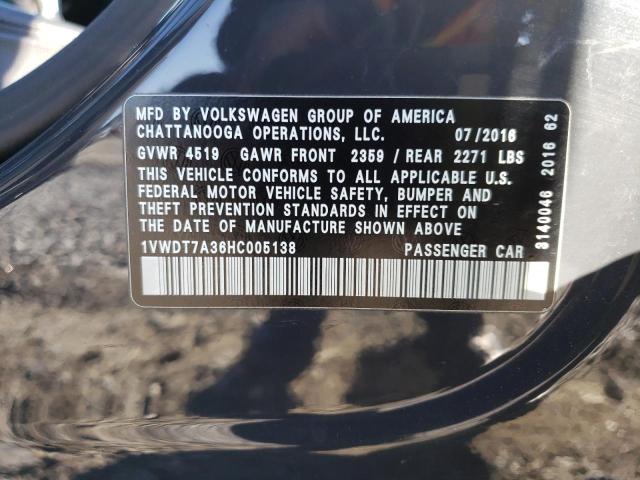 MFD BY VOLKSWAGEN GROUP OF AMERICA
CHATTANOOGA OPERATIONS, LLC. 07/2016
GVWR 4519 GAWR FRONT 2359 / REAR 2271 LBS
THIS VEHICLE CONFORMS TO ALL APPLICABLE U.S.
FEDERAL MOTOR VEHICLE SAFETY, BUMPER AND
THEFT PREVENTION STANDARDS IN EFFECT ON
THE DATE OF MANUFACTURE SHOWN ABOVE
1VWDT7A36HC005138 PASSENGER CAR
3140046 2016 62